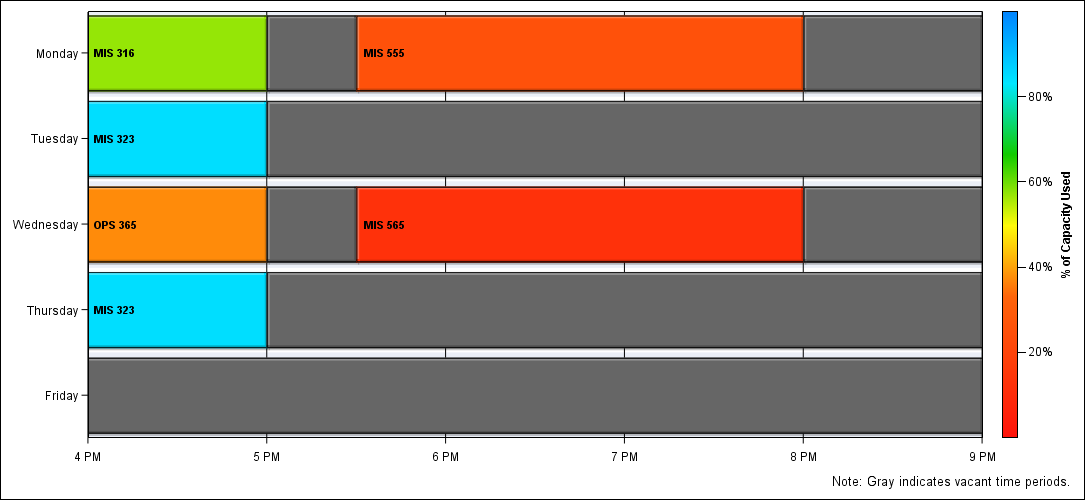 Monday
MIS 316
MIS 555
Tuesday
MIS 323
Wednesday
OPS 365
MIS 565
Thursday
MIS 323
Friday
4 PM
5 PM
6 PM
7 PM
8 PM
9 PM
80%
60%
40%
20%
% of Capacity Used
Note: Gray indicates vacant time periods.